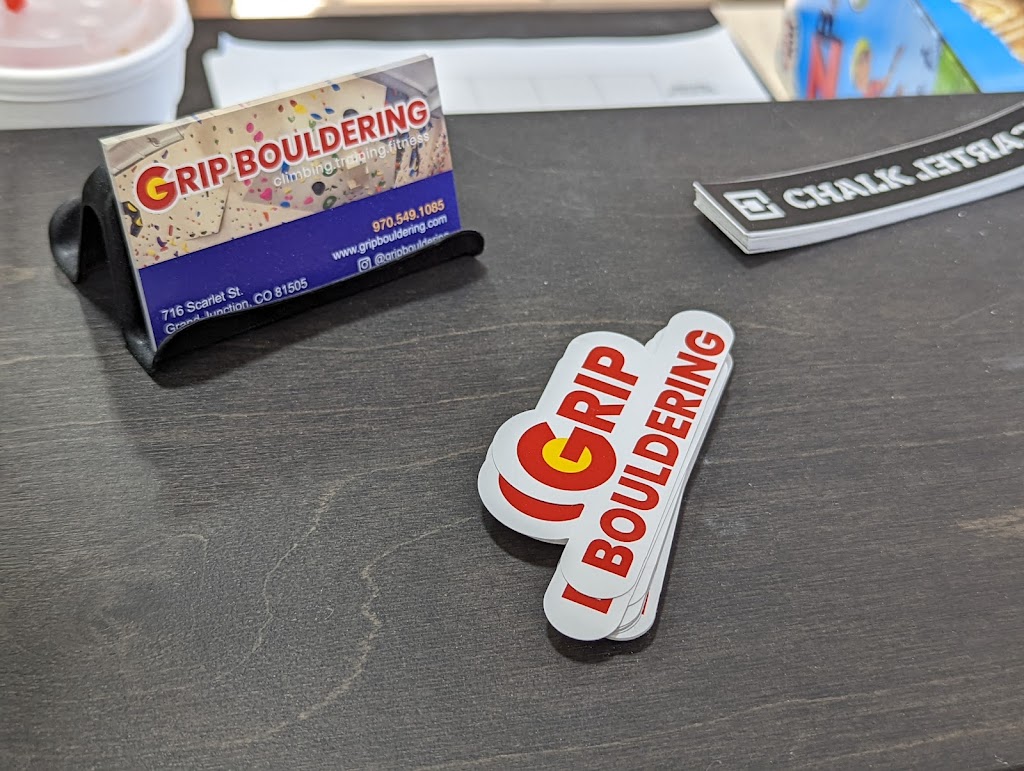 GRIP BOULDERING
climbing.training.fitness
970.549.1085
www.gripbouldering.com
@gripbouldering
716 Scarlet St.
Grand Junction, CO 81505
CHALK CARTEL
GRIP
BOULDERING